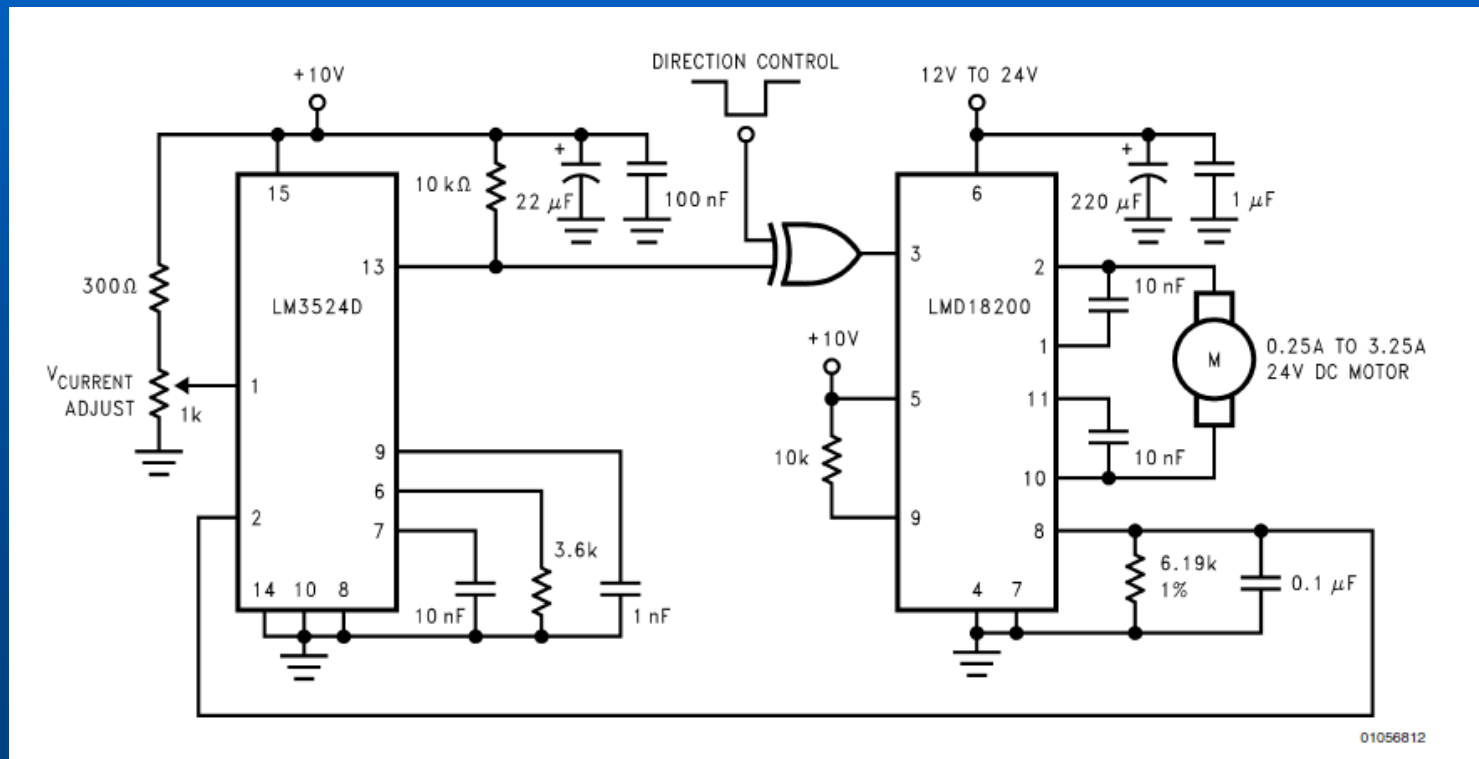 DIRECTION CONTROL
+10V
12V TO 24V
15
10 kΩ
+
22 µF
100 nF
6
+
220 µF
1 µF
13
3
2
10 nF
300Ω
LM3524D
LMD18200
1
+10V
M
0.25A TO 3.25A
24V DC MOTOR
VCURRENT
ADJUST
1k
1
5
11
9
10k
10 nF
6
10
2
7
3.6k
9
8
6.19k
1%
0.1 µF
14
10
8
10 nF
1 nF
4
7
01056812